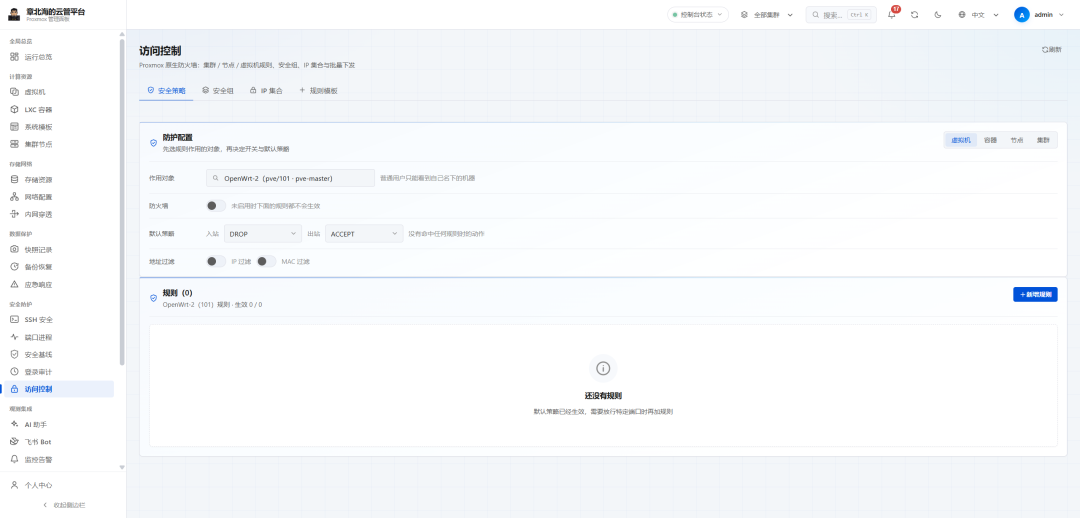 章北海的云管平台
Proxmox 管理面板
控制台状态
全部集群
搜索...
Ctrl K
97
中文
A
admin
全局总览
运行总览
计算资源
虚拟机
LXC 容器
系统模板
集群节点
存储网络
存储资源
网络配置
内网穿透
数据保护
快照记录
备份恢复
应急响应
安全防护
SSH 安全
端口进程
安全基线
登录审计
访问控制
观测集成
AI 助手
飞书 Bot
监控告警
个人中心
收起侧边栏
访问控制
刷新
Proxmox 原生防火墙：集群 / 节点 / 虚拟机规则、安全组、IP 集合与批量下发
安全策略
安全组
IP 集合
规则模板
防护配置
先选规则作用的对象，再决定开关与默认策略
虚拟机
容器
节点
集群
作用对象
OpenWrt-2（pve/101 · pve-master）
普通用户只能看到自己名下的机器
防火墙
未启用时下面的规则都不会生效
默认策略
入站
DROP
出站
ACCEPT
没有命中任何规则时的动作
地址过滤
IP 过滤
MAC 过滤
规则（0）
OpenWrt-2（101）规则 · 生效 0 / 0
新增规则
还没有规则
默认策略已经生效，需要放行特定端口时再加规则